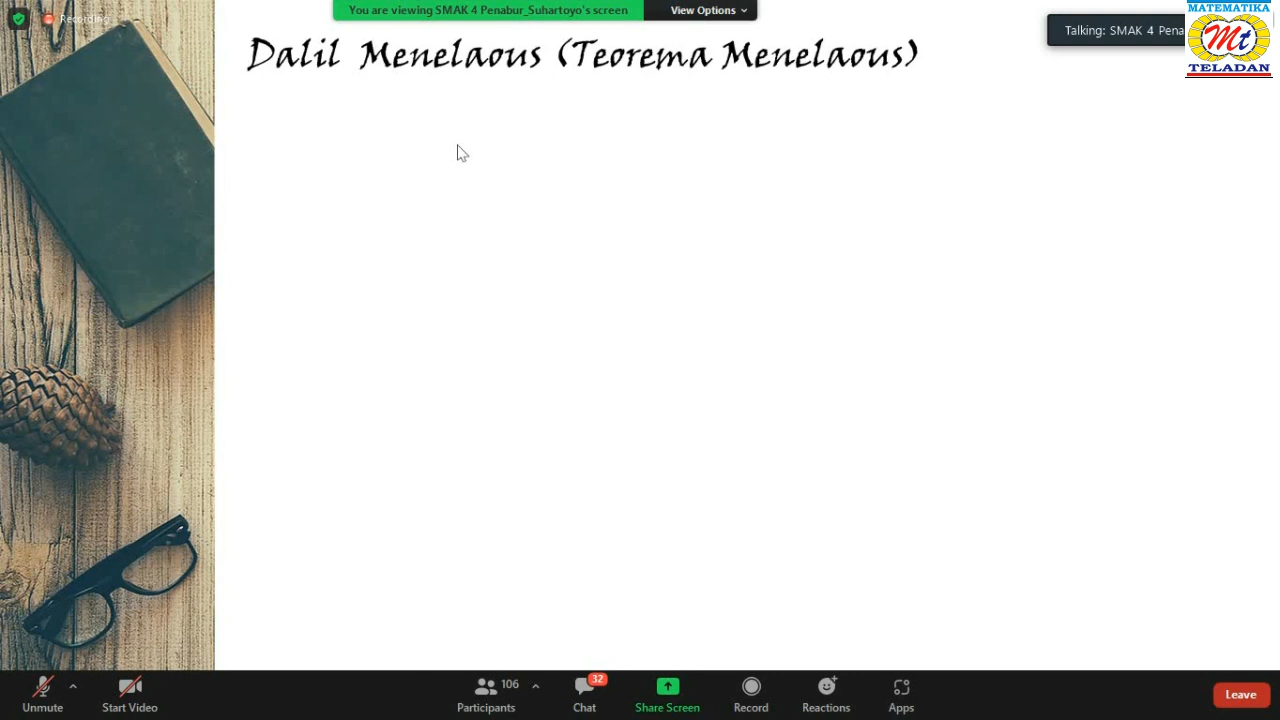 Recording
You are viewing SMAK 4 Penabur_Suhartoyo's screen
View Options
Talking: SMAK 4 Pena
MATEMATIKA
Mt
TELADAN
Dalil Menelaous (Teorema Menelaous)
Unmute
Start Video
106
Participants
32
Chat
Share Screen
Record
Reactions
Apps
Leave